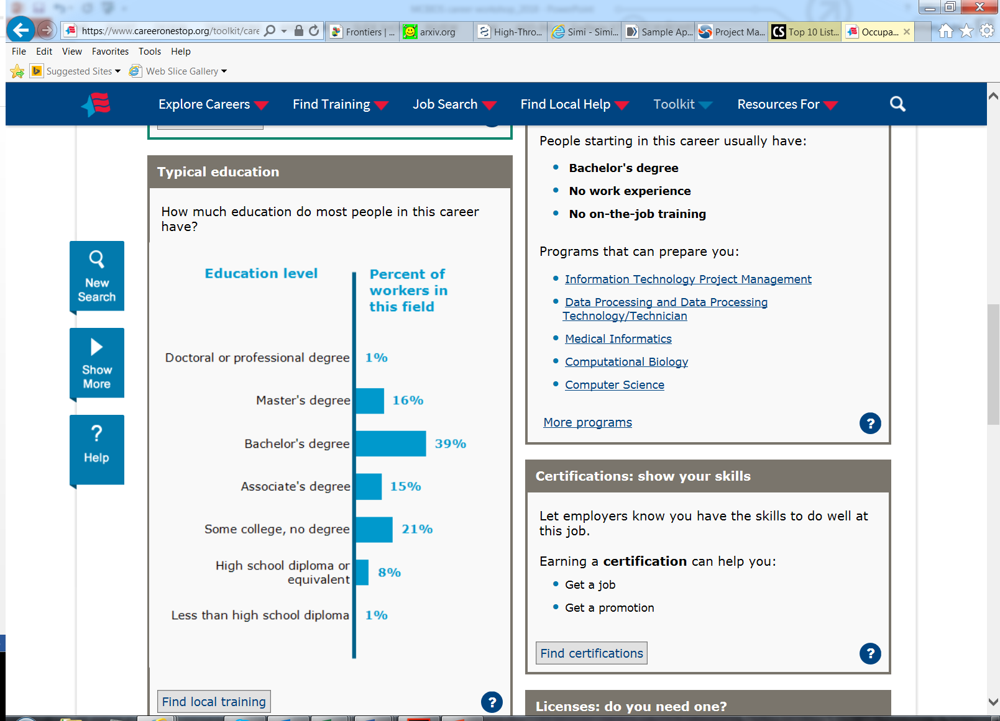 https://www.careeronestop.org/toolkit/care
Frontiers | ...
arxiv.org
High-Thro...
Simi - Simi...
Sample Ap...
Project Ma...
CS Top 10 List...
Occupa...
File Edit View Favorites Tools Help
Suggested Sites
Web Slice Gallery
Explore Careers
Find Training
Job Search
Find Local Help
Toolkit
Resources For
New
Search
Show
More
?
Help
Typical education
How much education do most people in this career
have?
Education level
Percent of
workers in
this field
Doctoral or professional degree 1%
Master's degree 16%
Bachelor's degree 39%
Associate's degree 15%
Some college, no degree 21%
High school diploma or
equivalent 8%
Less than high school diploma 1%
Find local training
?
People starting in this career usually have:
Bachelor's degree
No work experience
No on-the-job training
Programs that can prepare you:
Information Technology Project Management
Data Processing and Data Processing
Technology/Technician
Medical Informatics
Computational Biology
Computer Science
More programs
?
Certifications: show your skills
Let employers know you have the skills to do well at
this job.
Earning a certification can help you:
Get a job
Get a promotion
Find certifications
?
Licenses: do you need one?